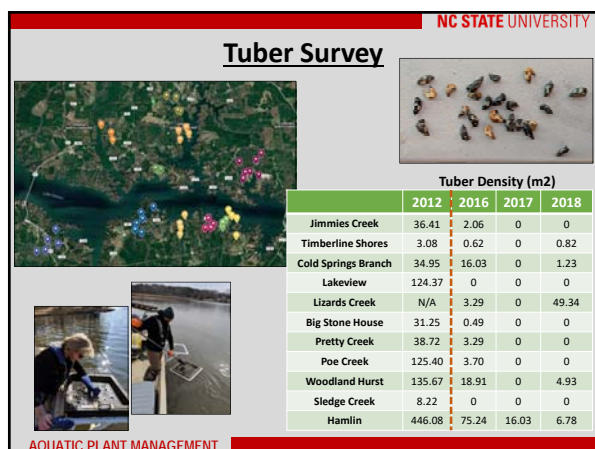 NC STATE UNIVERSITY
Tuber Survey
Tuber Density (m2)
2012 2016 2017 2018
Jimmies Creek 36.41 2.06 0 0
Timberline Shores 3.08 0.62 0 0.82
Cold Springs Branch 34.95 16.03 0 1.23
Lakeview 124.37 0 0 0
Lizards Creek N/A 3.29 0 49.34
Big Stone House 31.25 0.49 0 0
Pretty Creek 38.72 3.29 0 0
Poe Creek 125.40 3.70 0 0
Woodland Hurst 135.67 18.91 0 4.93
Sledge Creek 8.22 0 0 0
Hamlin 446.08 75.24 16.03 6.78
AQUATIC PLANT MANAGEMENT